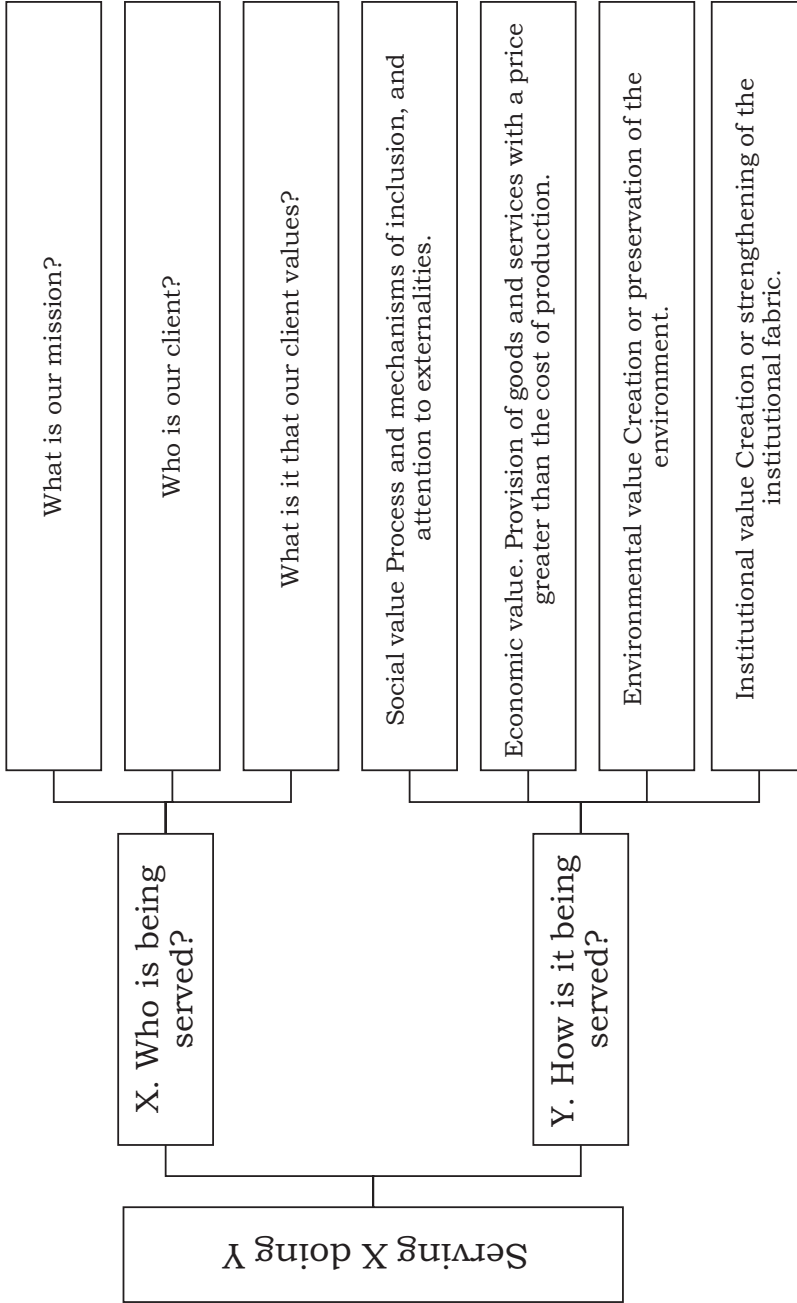 Serving X doing Y
X. Who is being
served?
What is our mission?
Who is our client?
What is it that our client values?
Y. How is it being
served?
Social value Process and mechanisms of inclusion, and
attention to externalities.
Economic value. Provision of goods and services with a price
greater than the cost of production.
Environmental value Creation or preservation of the
environment.
Institutional value Creation or strengthening of the
institutional fabric.